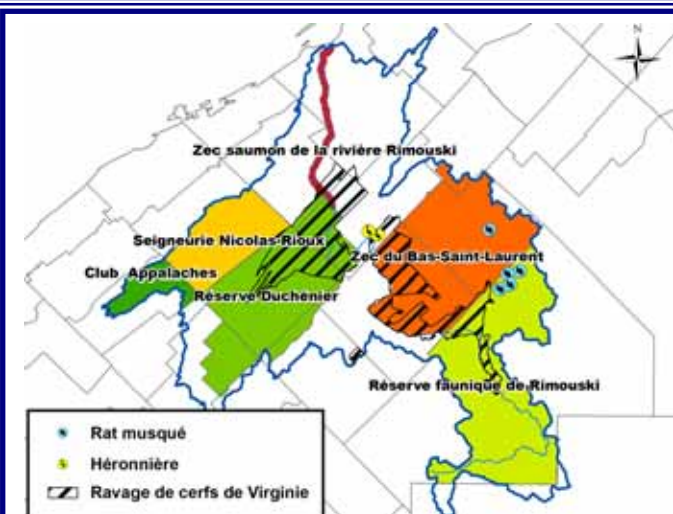 N
Zec saumon de la rivière Rimouski
Seigneurie Nicolas-Rioux
Zec du Bas-Saint-Laurent
Club Appalaches
Réserve Duchénier
Réserve faunique de Rimouski
Rat musqué
Héronnière
Ravage de cerfs de Virginie